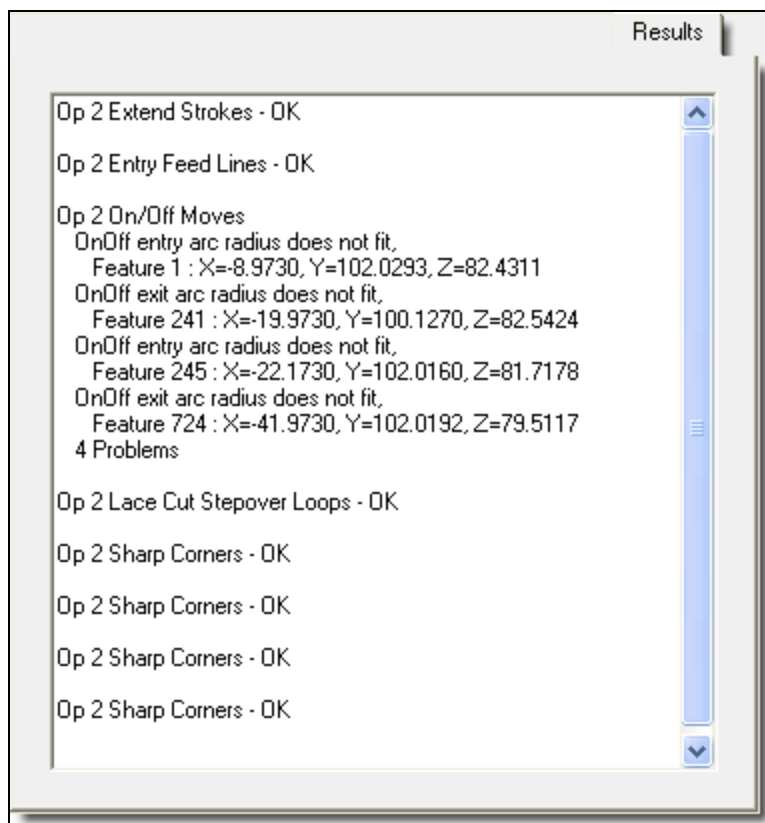 Results
Op 2 Extend Strokes - OK
Op 2 Entry Feed Lines - OK
Op 2 On/Off Moves
OnOff entry arc radius does not fit,
Feature 1 : X=-8.9730, Y=102.0293, Z=82.4311
OnOff exit arc radius does not fit,
Feature 241 : X=-19.9730, Y=100.1270, Z=82.5424
OnOff entry arc radius does not fit,
Feature 245 : X=-22.1730, Y=102.0160, Z=81.7178
OnOff exit arc radius does not fit,
Feature 724 : X=-41.9730, Y=102.0192, Z=79.5117
4 Problems
Op 2 Lace Cut Stepover Loops - OK
Op 2 Sharp Corners - OK
Op 2 Sharp Corners - OK
Op 2 Sharp Corners - OK
Op 2 Sharp Corners - OK